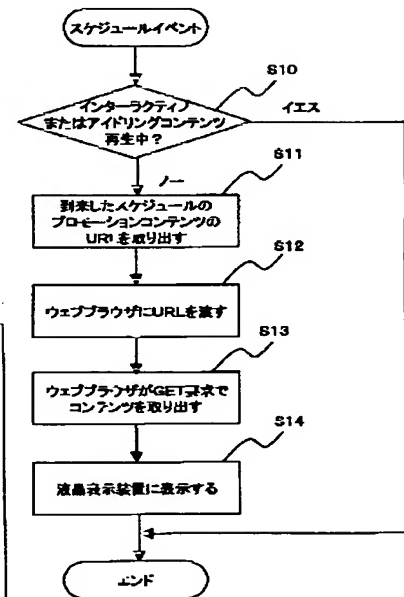 スケジュールイベント
S10
インターラクティブ
またはアイドリングコンテンツ
再生中?
イエス
ノー
S11
到来したスケジュールの
プロモーションコンテンツの
URLを取り出す
S12
ウェブブラウザにURLを渡す
S13
ウェブブラウザがGET要求で
コンテンツを取り出す
S14
液晶表示装置に表示する
エンド